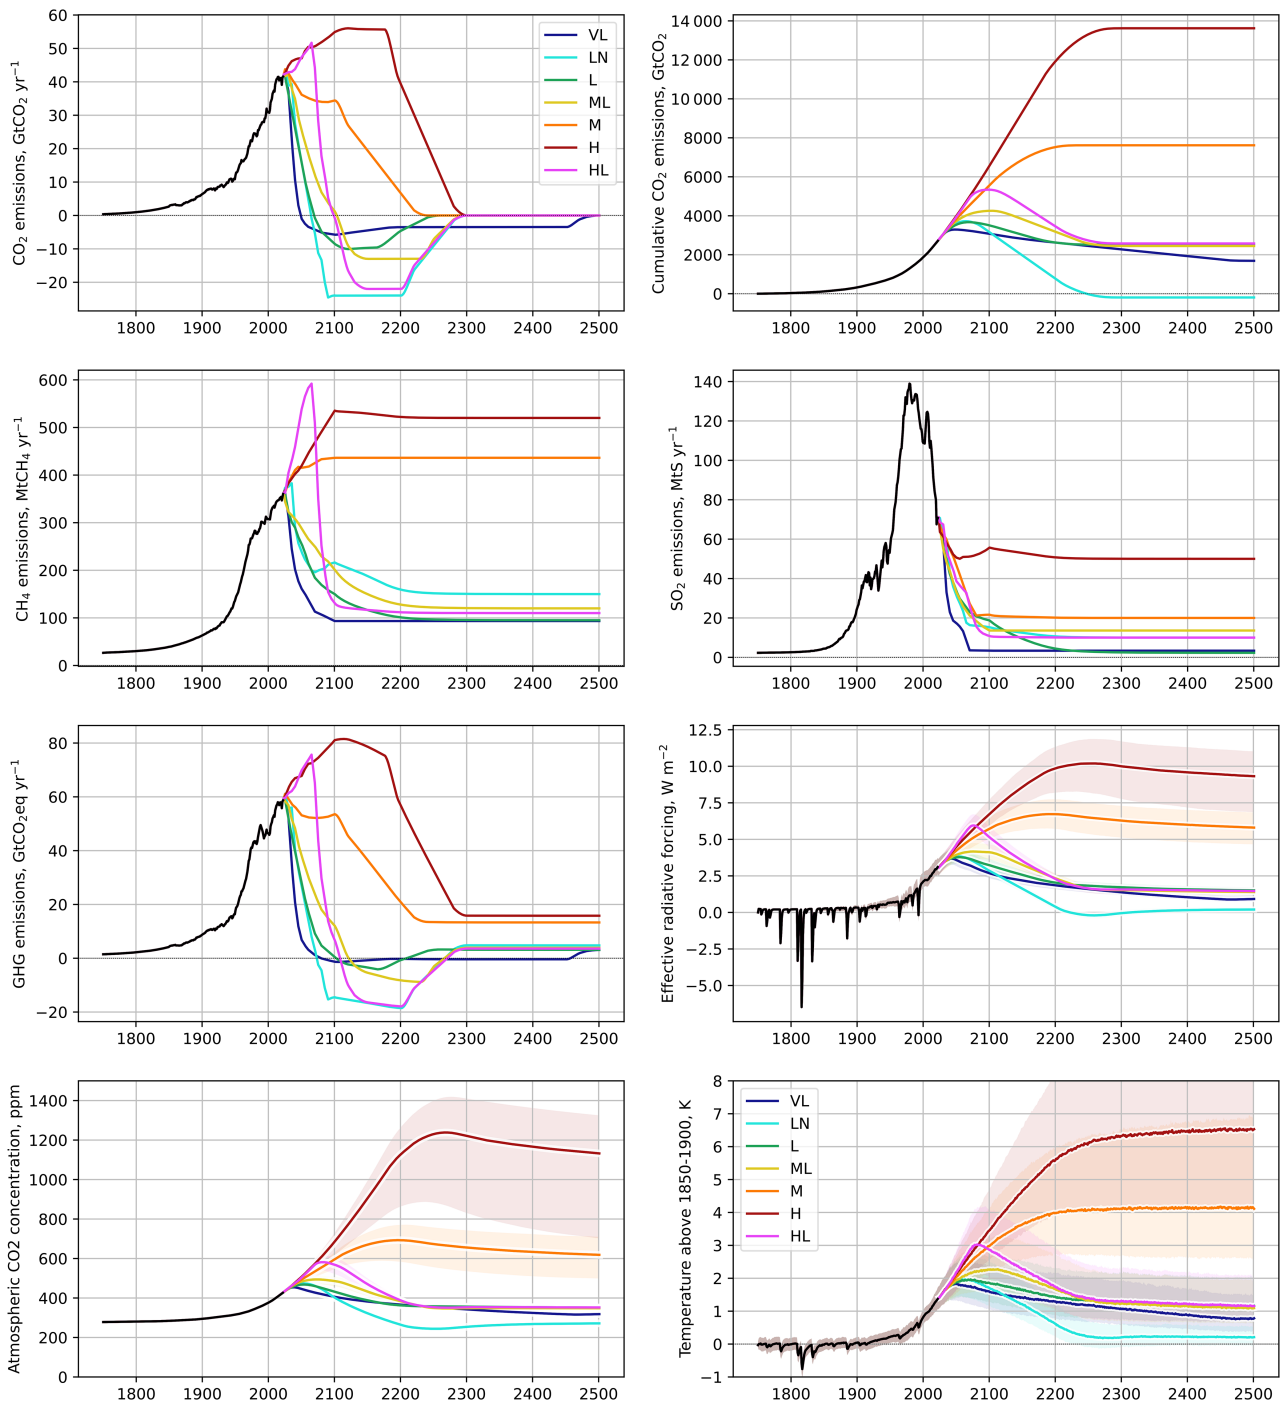 CO₂ emissions, GtCO₂ yr⁻¹
60
50
40
30
20
10
0
−10
−20
1800 1900 2000 2100 2200 2300 2400 2500
VL
LN
L
ML
M
H
HL
Cumulative CO₂ emissions, GtCO₂
14 000
12 000
10 000
8000
6000
4000
2000
0
1800 1900 2000 2100 2200 2300 2400 2500
CH₄ emissions, MtCH₄ yr⁻¹
600
500
400
300
200
100
0
1800 1900 2000 2100 2200 2300 2400 2500
SO₂ emissions, MtS yr⁻¹
140
120
100
80
60
40
20
0
1800 1900 2000 2100 2200 2300 2400 2500
GHG emissions, GtCO₂eq yr⁻¹
80
60
40
20
0
−20
1800 1900 2000 2100 2200 2300 2400 2500
Effective radiative forcing, W m⁻²
12.5
10.0
7.5
5.0
2.5
0.0
−2.5
−5.0
1800 1900 2000 2100 2200 2300 2400 2500
Atmospheric CO2 concentration, ppm
1400
1200
1000
800
600
400
200
0
1800 1900 2000 2100 2200 2300 2400 2500
Temperature above 1850-1900, K
8
7
6
5
4
3
2
1
0
−1
1800 1900 2000 2100 2200 2300 2400 2500
VL
LN
L
ML
M
H
HL